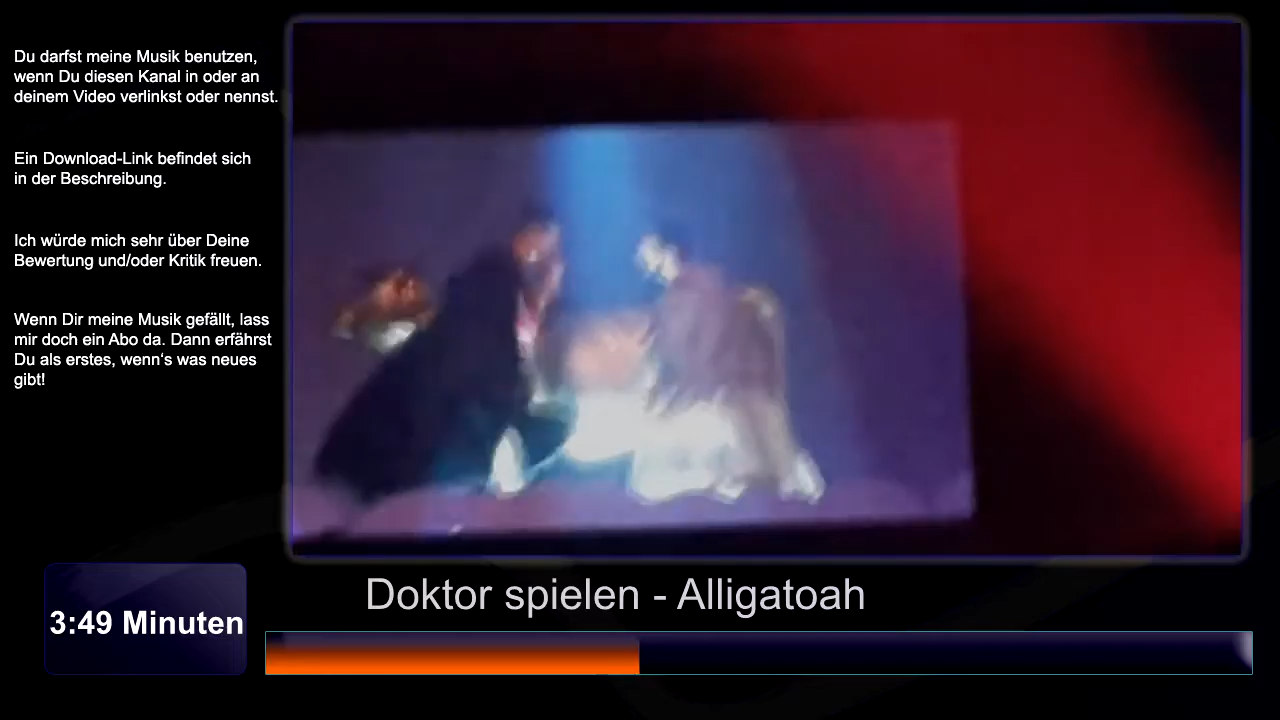 Du darfst meine Musik benutzen,
wenn Du diesen Kanal in oder an
deinem Video verlinkst oder nennst.
Ein Download-Link befindet sich
in der Beschreibung.
Ich würde mich sehr über Deine
Bewertung und/oder Kritik freuen.
Wenn Dir meine Musik gefällt, lass
mir doch ein Abo da. Dann erfährst
Du als erstes, wenn‘s was neues
gibt!
Doktor spielen - Alligatoah
3:49 Minuten